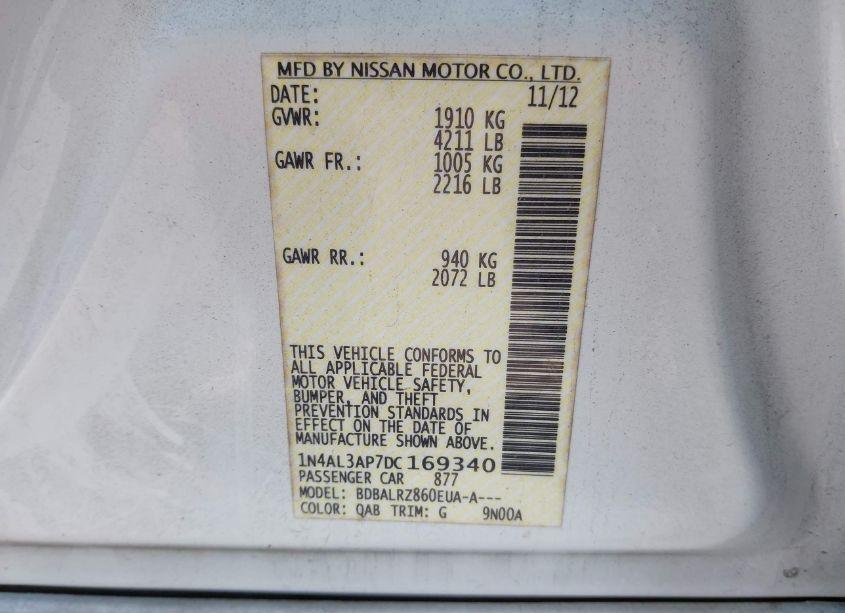 MFD BY NISSAN MOTOR CO., LTD.
DATE: 11/12
GVWR: 1910 KG
4211 LB
GAWR FR.: 1005 KG
2216 LB
GAWR RR.: 940 KG
2072 LB
THIS VEHICLE CONFORMS TO
ALL APPLICABLE FEDERAL
MOTOR VEHICLE SAFETY,
BUMPER, AND THEFT
PREVENTION STANDARDS IN
EFFECT ON THE DATE OF
MANUFACTURE SHOWN ABOVE.
1N4AL3AP7DC169340
PASSENGER CAR 877
MODEL: BDBALRZ860EUA-A---
COLOR: QAB TRIM: G 9N00A